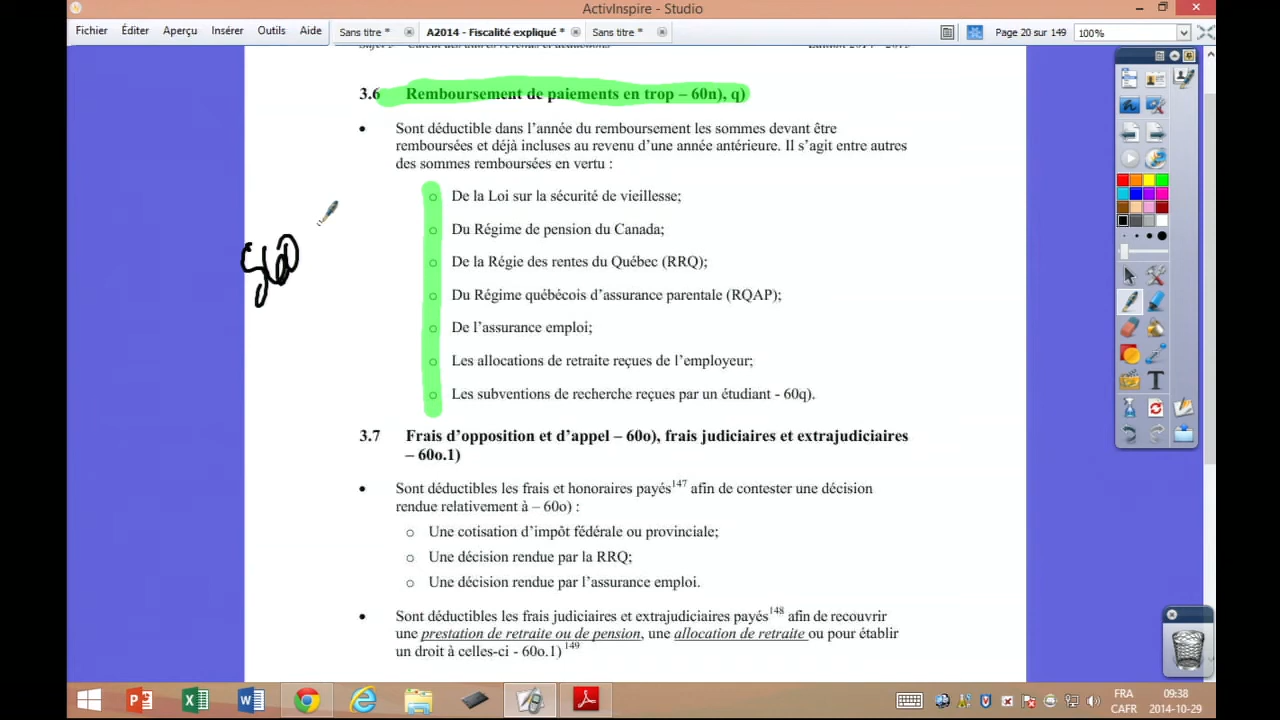 ActivInspire - Studio
Fichier Éditer Aperçu Insérer Outils Aide Sans titre * A2014 - Fiscalité expliqué * Sans titre * Page 20 sur 149 100%
3.6 Remboursement de paiements en trop – 60n), q)
• Sont déductible dans l’année du remboursement les sommes devant être
remboursées et déjà incluses au revenu d’une année antérieure. Il s’agit entre autres
des sommes remboursées en vertu :
o De la Loi sur la sécurité de vieillesse;
o Du Régime de pension du Canada;
o De la Régie des rentes du Québec (RRQ);
o Du Régime québécois d’assurance parentale (RQAP);
o De l’assurance emploi;
o Les allocations de retraite reçues de l’employeur;
o Les subventions de recherche reçues par un étudiant - 60q).
3.7 Frais d’opposition et d’appel – 60o), frais judiciaires et extrajudiciaires
– 60o.1)
• Sont déductibles les frais et honoraires payés147 afin de contester une décision
rendue relativement à – 60o) :
o Une cotisation d’impôt fédérale ou provinciale;
o Une décision rendue par la RRQ;
o Une décision rendue par l’assurance emploi.
• Sont déductibles les frais judiciaires et extrajudiciaires payés148 afin de recouvrir
une prestation de retraite ou de pension, une allocation de retraite ou pour établir
un droit à celles-ci - 60o.1)149
FRA 09:38
CAFR 2014-10-29